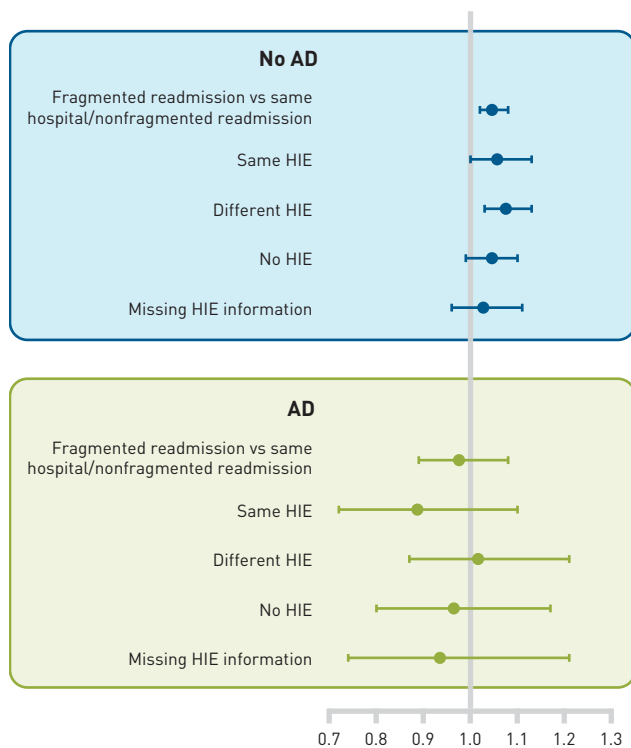 No AD
Fragmented readmission vs same
hospital/nonfragmented readmission
Same HIE
Different HIE
No HIE
Missing HIE information
AD
Fragmented readmission vs same
hospital/nonfragmented readmission
Same HIE
Different HIE
No HIE
Missing HIE information
0.7 0.8 0.9 1.0 1.1 1.2 1.3